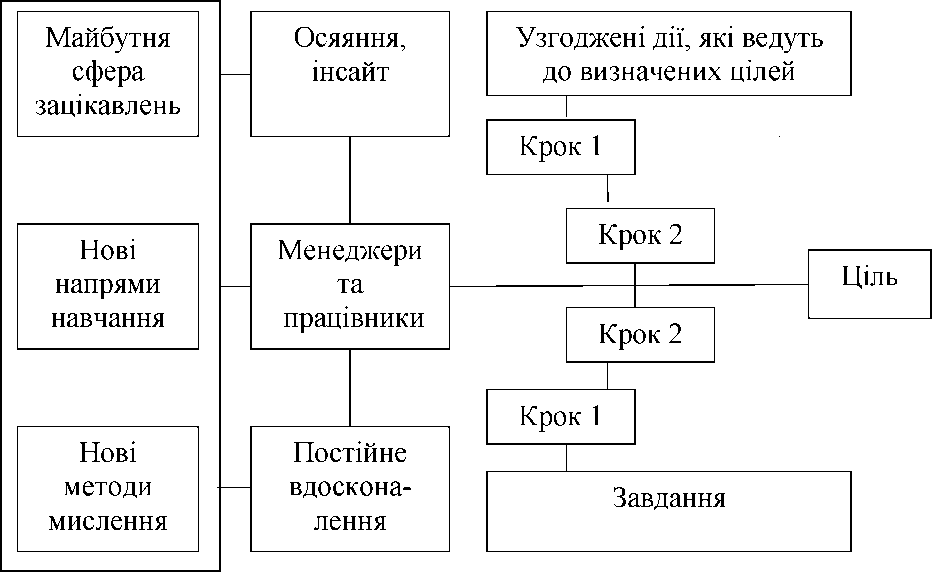 Майбутня
сфера
зацікавлень
Осяяння,
інсайт
Узгоджені дії, які ведуть
до визначених цілей
Крок 1
Нові
напрями
навчання
Менеджери
та
працівники
Крок 2
Ціль
Крок 2
Крок 1
Нові
методи
мислення
Постійне
вдоскона-
лення
Завдання